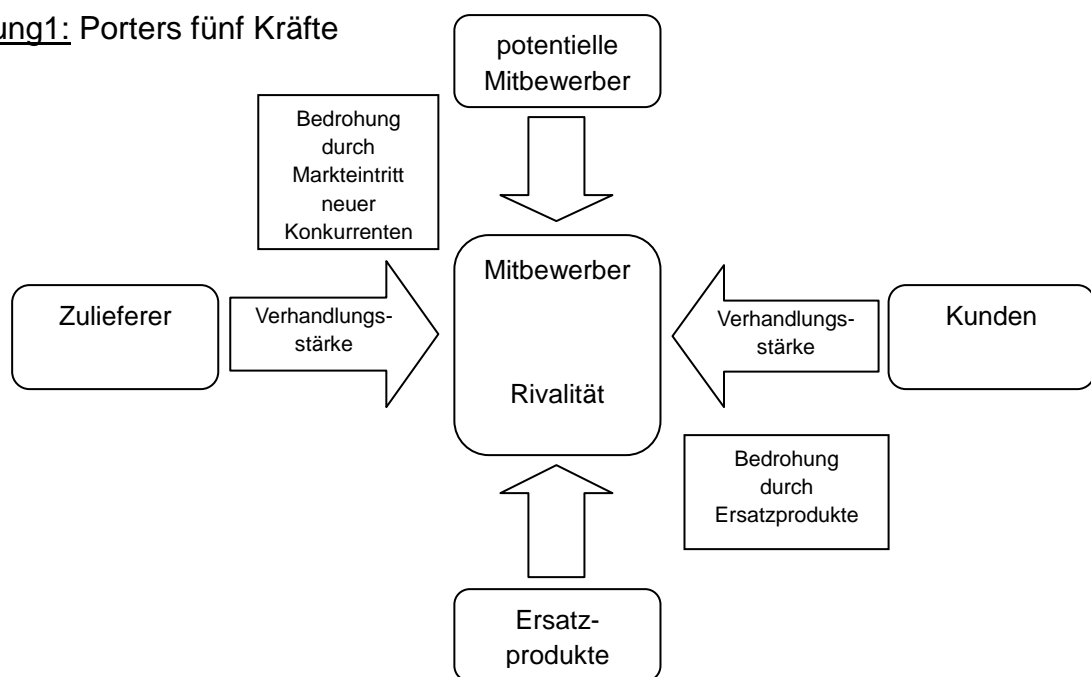 ung1: Porters fünf Kräfte
potentielle
Mitbewerber
Bedrohung
durch
Markteintritt
neuer
Konkurrenten
Mitbewerber
Rivalität
Zulieferer
Verhandlungs-
stärke
Verhandlungs-
stärke
Kunden
Bedrohung
durch
Ersatzprodukte
Ersatz-
produkte